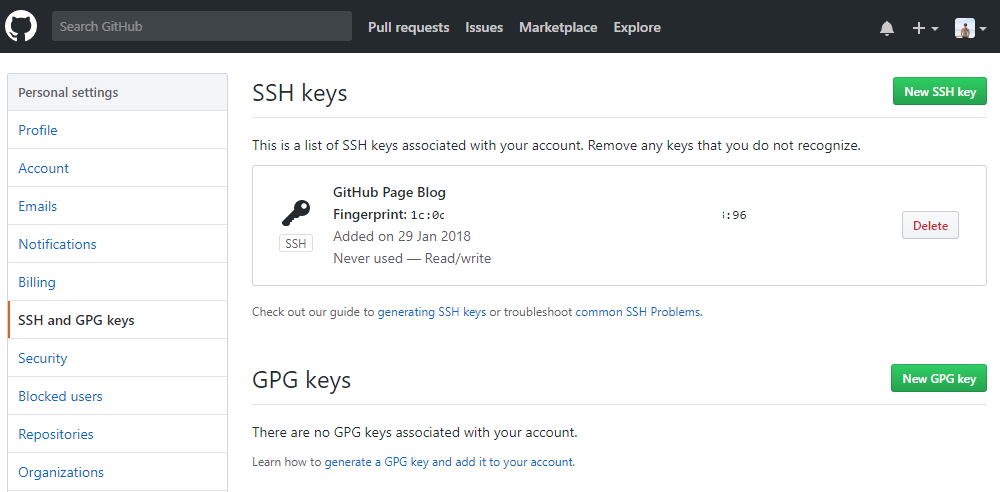 Search GitHub
Pull requests Issues Marketplace Explore
Personal settings
Profile
Account
Emails
Notifications
Billing
SSH and GPG keys
Security
Blocked users
Repositories
Organizations
SSH keys
New SSH key
This is a list of SSH keys associated with your account. Remove any keys that you do not recognize.
SSH
GitHub Page Blog
Fingerprint: 1c:0c :96
Added on 29 Jan 2018
Never used — Read/write
Delete
Check out our guide to generating SSH keys or troubleshoot common SSH Problems.
GPG keys
New GPG key
There are no GPG keys associated with your account.
Learn how to generate a GPG key and add it to your account.